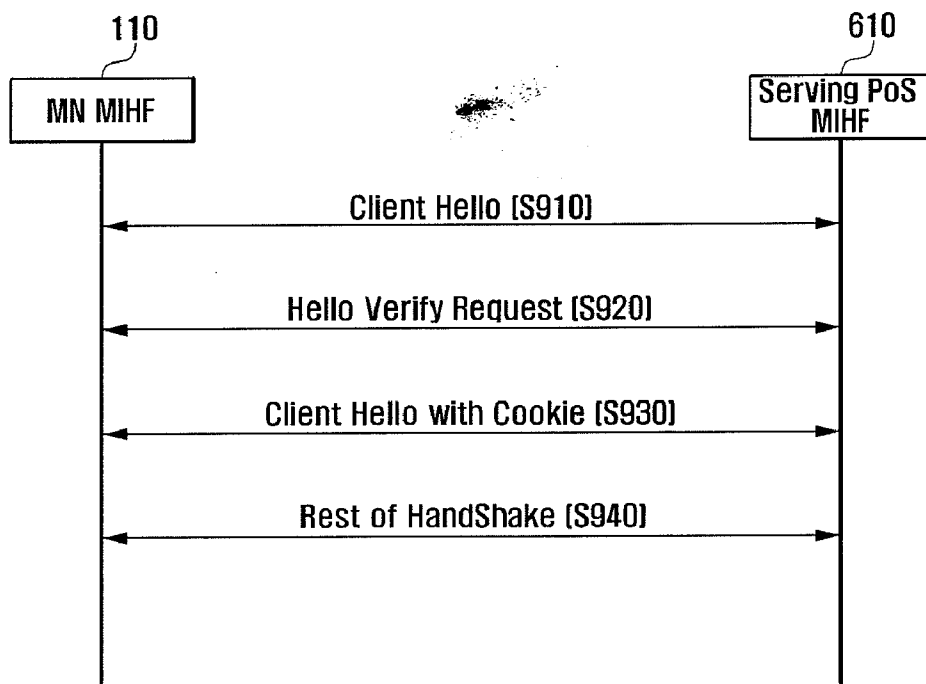 110
610
MN MIHF
Serving PoS
MIHF
Client Hello (S910)
Hello Verify Request (S920)
Client Hello with Cookie (S930)
Rest of HandShake (S940)